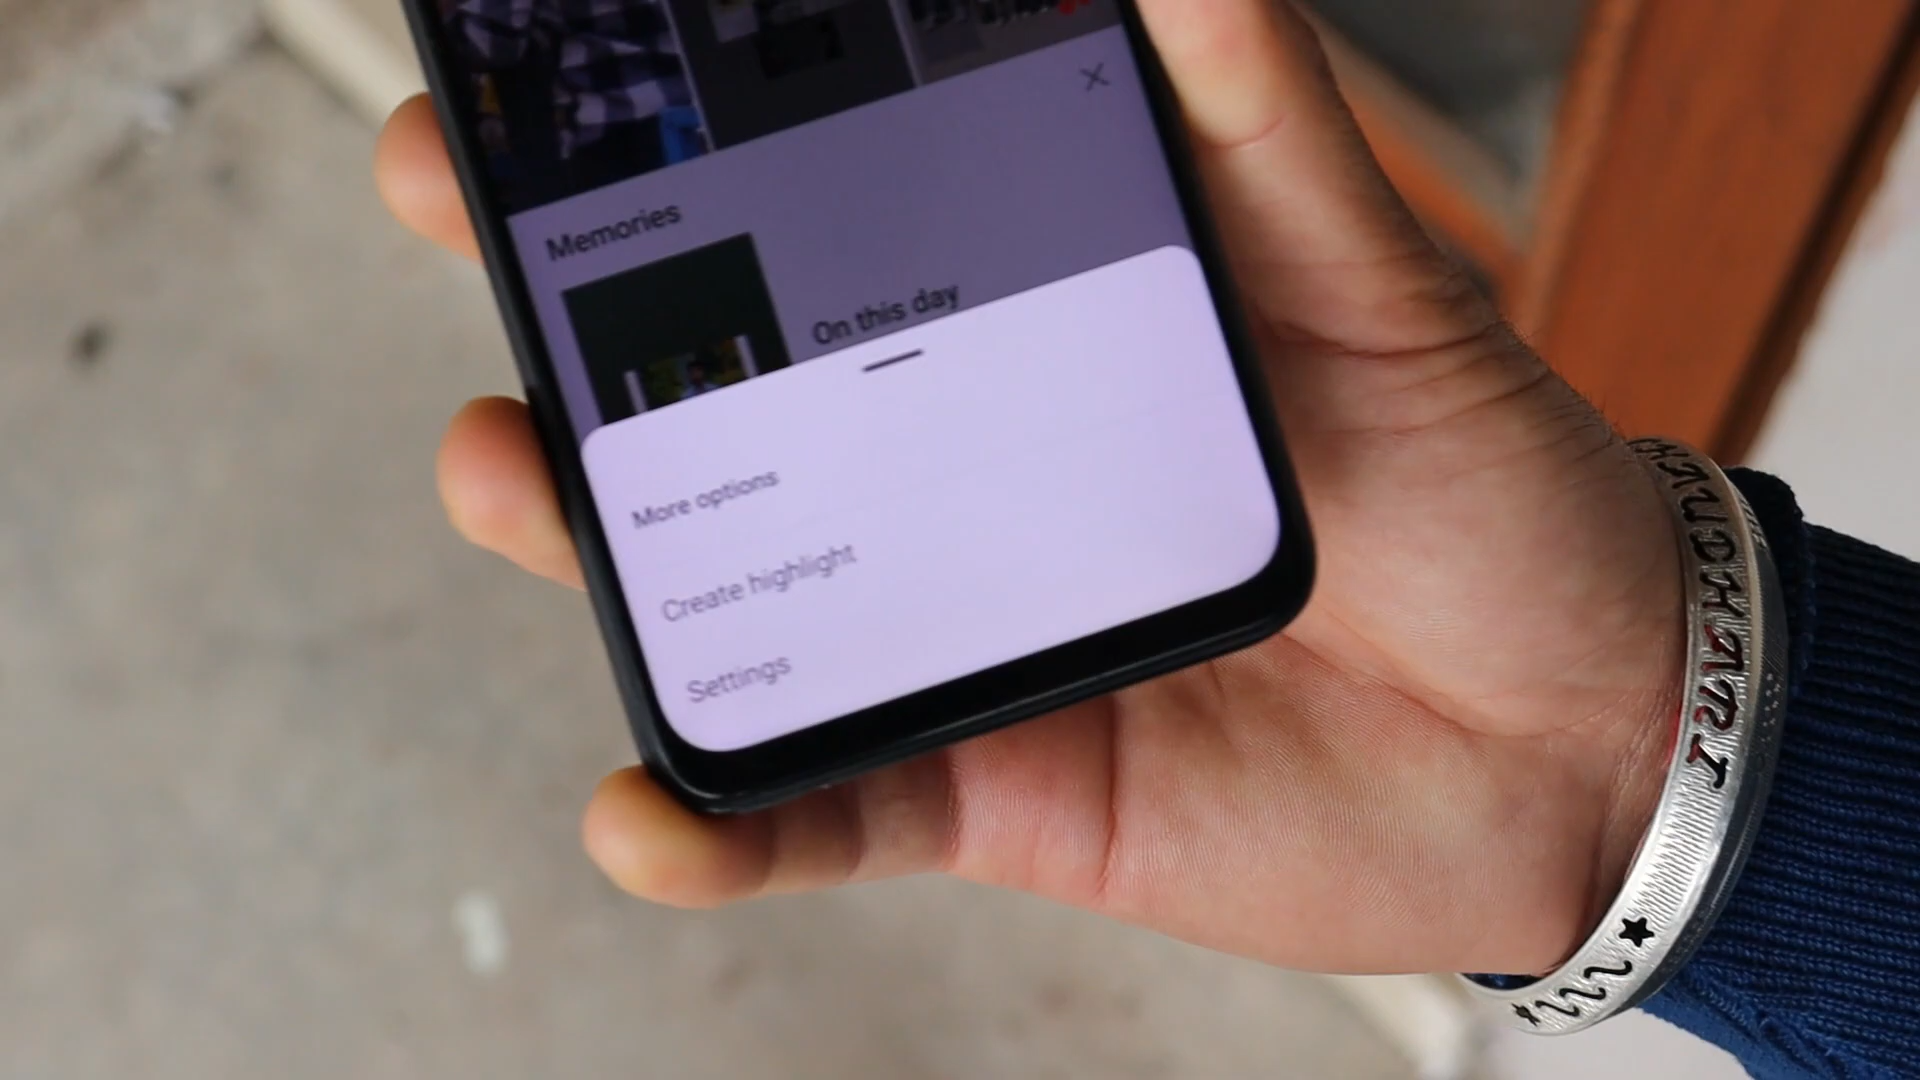 Memories
On this day
More options
Create highlight
Settings